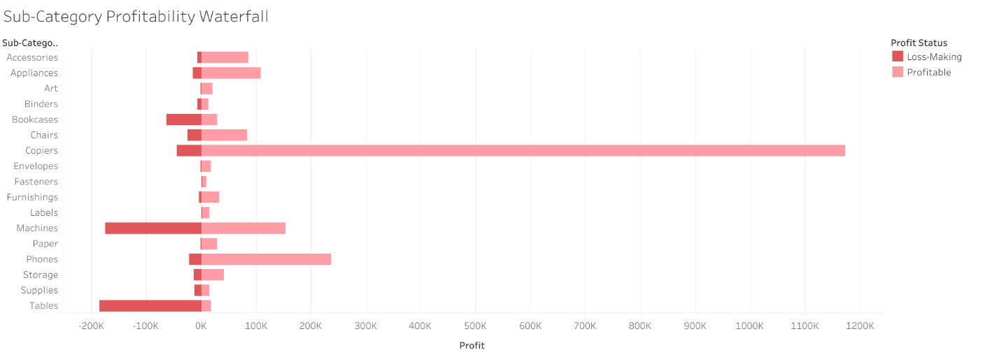 Sub-Category Profitability Waterfall
Sub-Catego..
Accessories
Appliances
Art
Binders
Bookcases
Chairs
Copiers
Envelopes
Fasteners
Furnishings
Labels
Machines
Paper
Phones
Storage
Supplies
Tables
-200K -100K 0K 100K 200K 300K 400K 500K 600K 700K 800K 900K 1000K 1100K 1200K
Profit
Profit Status
Loss-Making
Profitable